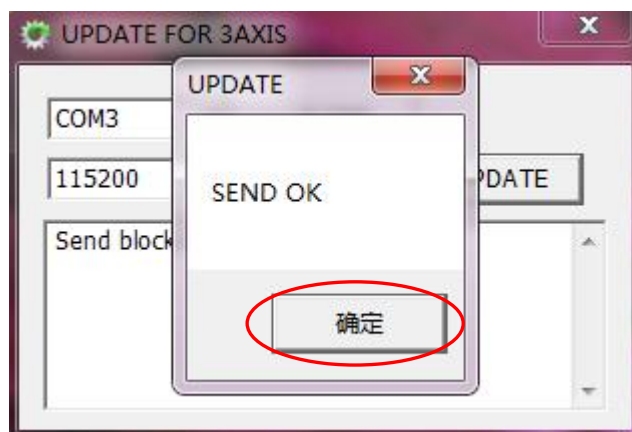 UPDATE FOR 3AXIS
UPDATE
COM3
115200
PDATE
SEND OK
Send block
确定